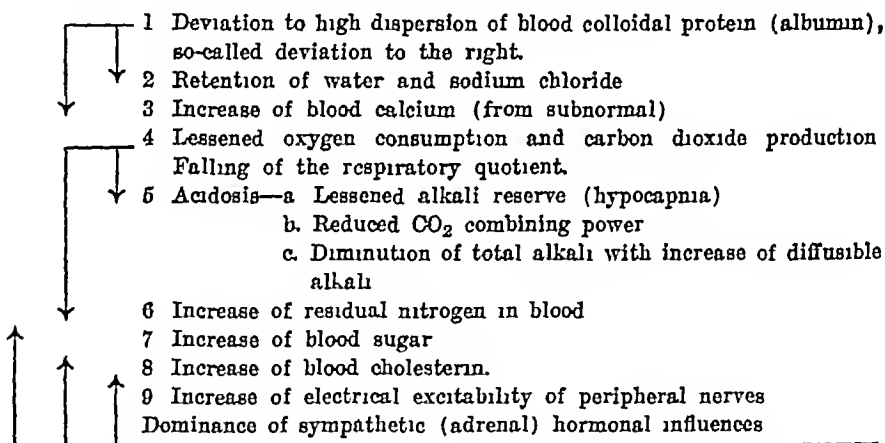 1 Deviation to high dispersion of blood colloidal protein (albumin),
so-called deviation to the right.
2 Retention of water and sodium chloride
3 Increase of blood calcium (from subnormal)
4 Lessened oxygen consumption and carbon dioxide production
Falling of the respiratory quotient.
5 Acidosis—a Lessened alkali reserve (hypocapnia)
b. Reduced CO₂ combining power
c. Diminution of total alkali with increase of diffusible
alkali
6 Increase of residual nitrogen in blood
7 Increase of blood sugar
8 Increase of blood cholesterin.
9 Increase of electrical excitability of peripheral nerves
Dominance of sympathetic (adrenal) hormonal influences